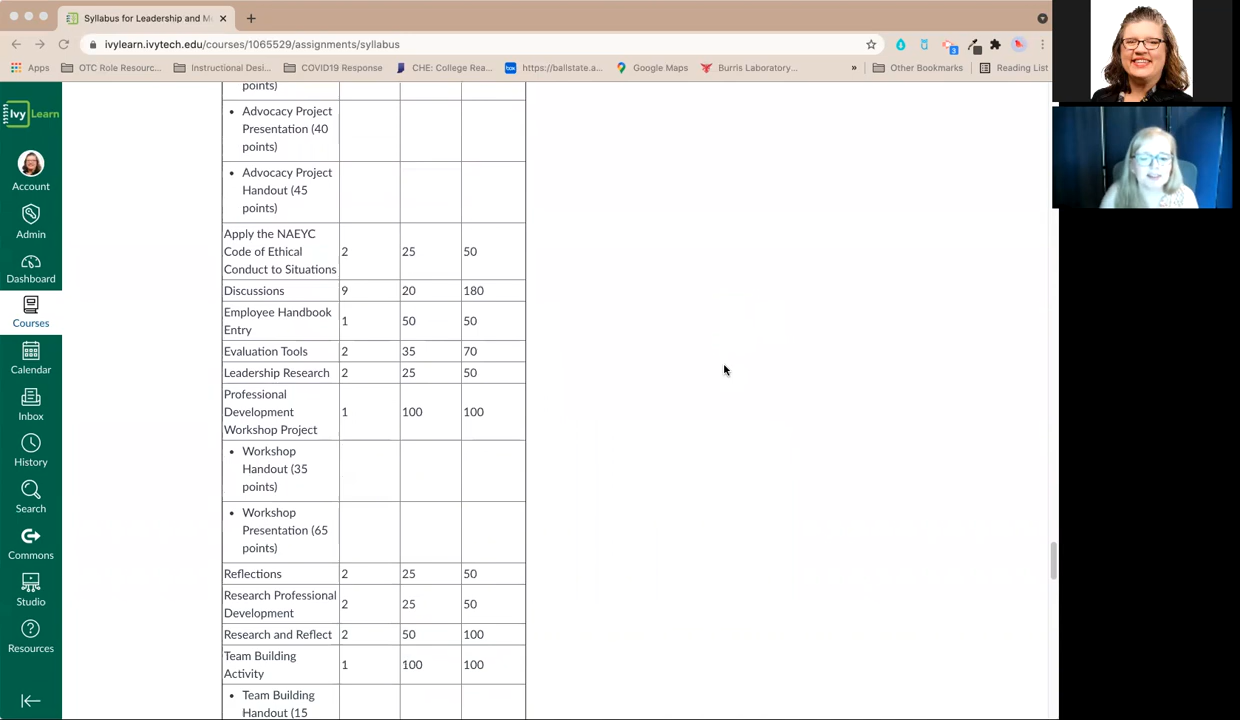 Syllabus for Leadership and M
ivylearn.ivytech.edu/courses/1065529/assignments/syllabus
Apps
OTC Role Resourc...
Instructional Desi...
COVID19 Response
CHE: College Rea...
box
https://ballstate.a...
Google Maps
Burris Laboratory...
»
Other Bookmarks
Reading List
3
Ivy Learn
Account
Admin
Dashboard
Courses
Calendar
Inbox
History
Search
Commons
Studio
Resources
points)
• Advocacy Project
Presentation (40
points)
• Advocacy Project
Handout (45
points)
Apply the NAEYC
Code of Ethical 2 25 50
Conduct to Situations
Discussions 9 20 180
Employee Handbook
Entry 1 50 50
Evaluation Tools 2 35 70
Leadership Research 2 25 50
Professional
Development 1 100 100
Workshop Project
• Workshop
Handout (35
points)
• Workshop
Presentation (65
points)
Reflections 2 25 50
Research Professional
Development 2 25 50
Research and Reflect 2 50 100
Team Building
Activity 1 100 100
• Team Building
Handout (15